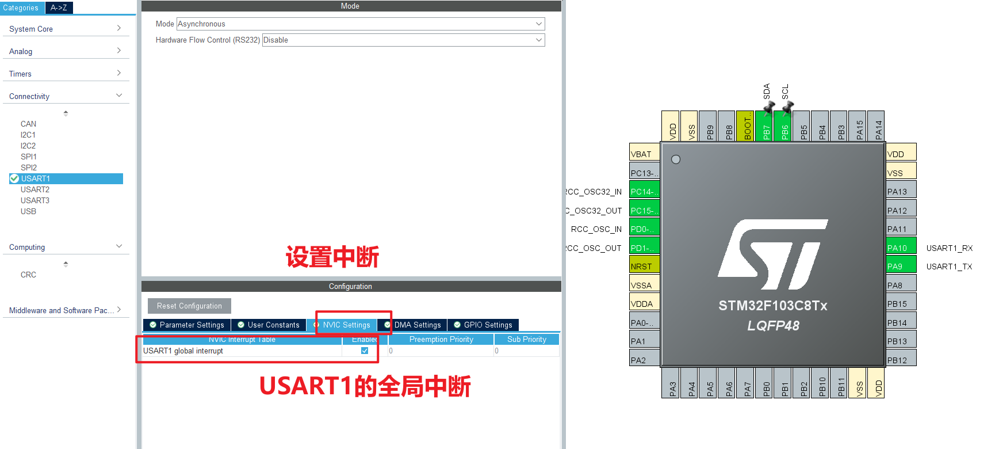 Categories A->Z
System Core
Analog
Timers
Connectivity
CAN
I2C1
I2C2
SPI1
SPI2
USART1
USART2
USART3
USB
Computing
CRC
Middleware and Software Pac...
Mode
Mode Asynchronous
Hardware Flow Control (RS232) Disable
设置中断
Configuration
Reset Configuration
Parameter Settings User Constants NVIC Settings DMA Settings GPIO Settings
NVIC Interrupt Table Enabled Preemption Priority Sub Priority
USART1 global interrupt 0 0
USART1的全局中断
SDA SCL
VDD VSS PB9 PB8 BOOT... PB7 PB6 PB5 PB4 PB3 PA15 PA14
VBAT
PC13-..
RCC_OSC32_IN PC14-..
C_OSC32_OUT PC15-..
RCC_OSC_IN PD0-..
RCC_OSC_OUT PD1-..
NRST
VSSA
VDDA
PA0-..
PA1
PA2
STM32F103C8Tx
LQFP48
VDD
VSS
PA13
PA12
PA11
PA10 USART1_RX
PA9 USART1_TX
PA8
PB15
PB14
PB13
PB12
PA3 PA4 PA5 PA6 PA7 PB0 PB1 PB2 PB10 PB11 VSS VDD